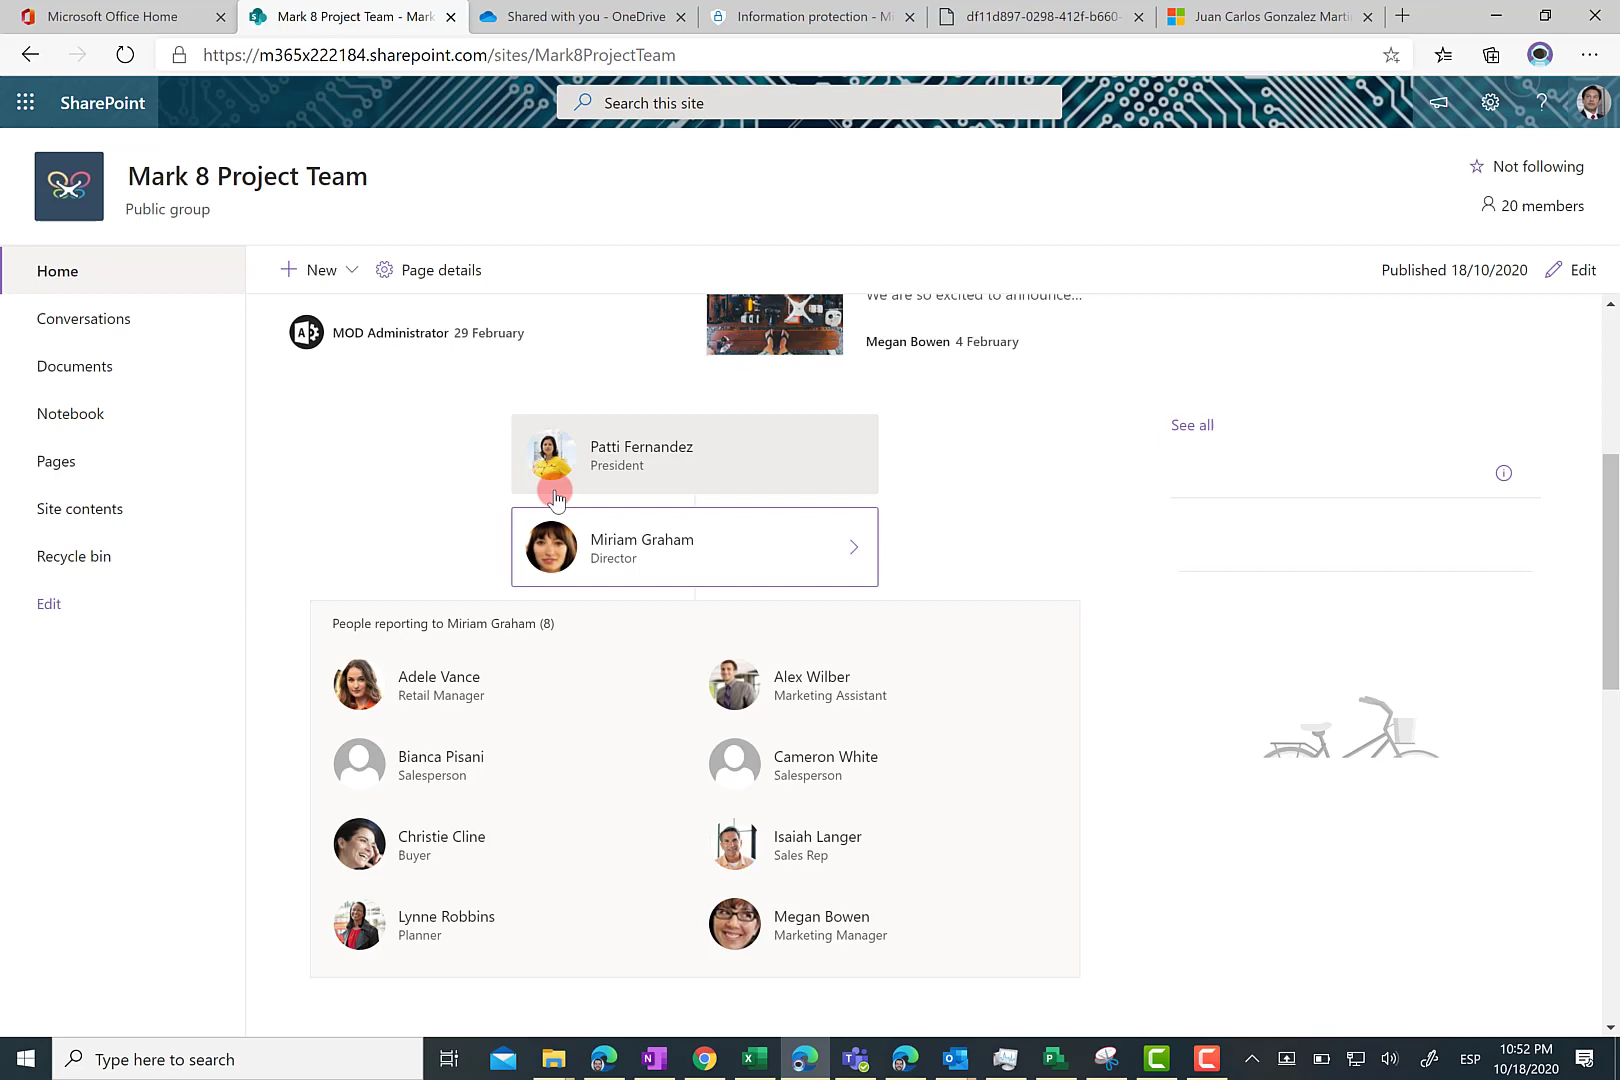 Microsoft Office Home
Mark 8 Project Team - Mark
Shared with you - OneDrive
Information protection - Mi
df11d897-0298-412f-b660-
Juan Carlos Gonzalez Marti
https://m365x222184.sharepoint.com/sites/Mark8ProjectTeam
SharePoint
Search this site
Mark 8 Project Team
Public group
Not following
20 members
Home
Conversations
Documents
Notebook
Pages
Site contents
Recycle bin
Edit
New
Page details
Published 18/10/2020
Edit
We are so excited to announce...
MOD Administrator 29 February
Megan Bowen 4 February
Patti Fernandez
President
See all
Miriam Graham
Director
People reporting to Miriam Graham (8)
Adele Vance
Retail Manager
Alex Wilber
Marketing Assistant
Bianca Pisani
Salesperson
Cameron White
Salesperson
Christie Cline
Buyer
Isaiah Langer
Sales Rep
Lynne Robbins
Planner
Megan Bowen
Marketing Manager
Type here to search
ESP
10:52 PM
10/18/2020